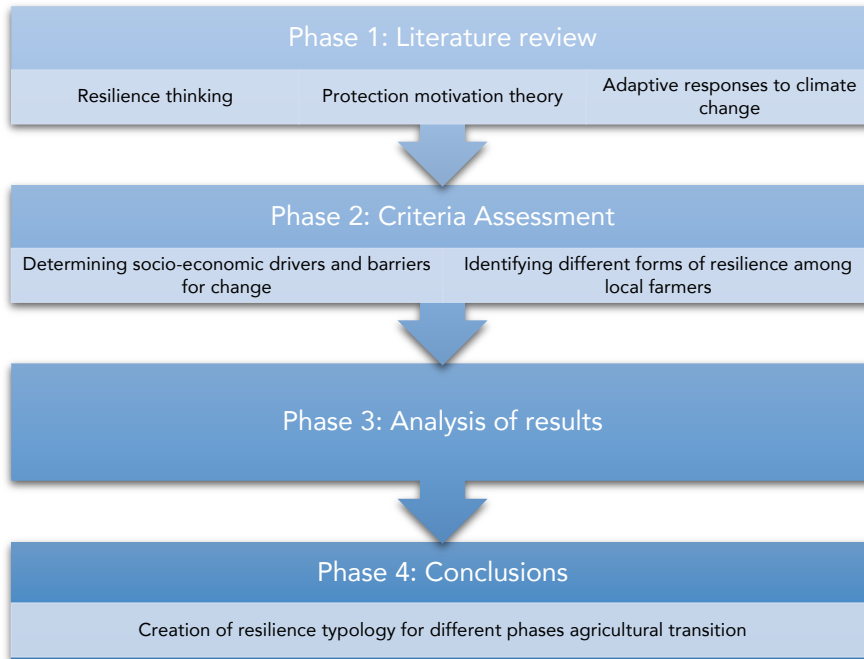 Phase 1: Literature review
Resilience thinking
Protection motivation theory
Adaptive responses to climate
change
Phase 2: Criteria Assessment
Determining socio-economic drivers and barriers
for change
Identifying different forms of resilience among
local farmers
Phase 3: Analysis of results
Phase 4: Conclusions
Creation of resilience typology for different phases agricultural transition